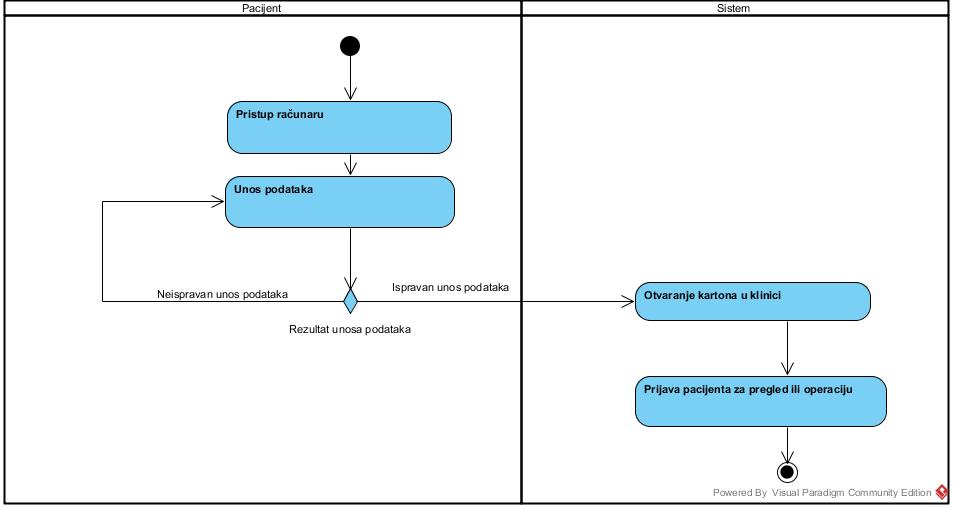 Pacijent
Sistem
Pristup računaru
Unos podataka
Neispravan unos podataka
Ispravan unos podataka
Rezultat unosa podataka
Otvaranje kartona u klinici
Prijava pacijenta za pregled ili operaciju
Powered By Visual Paradigm Community Edition